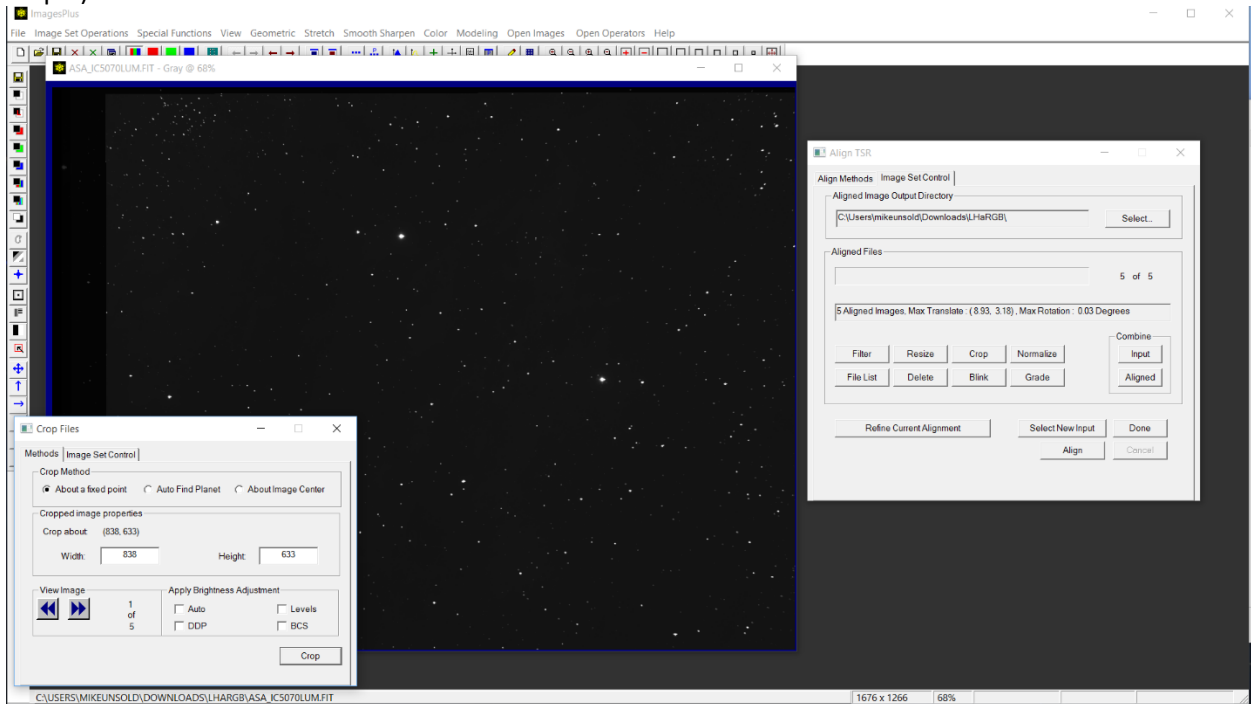 ImagesPlus
File Image Set Operations Special Functions View Geometric Stretch Smooth Sharpen Color Modeling Open Images Open Operators Help
ASA_IC5070LUM.FIT - Gray @ 68%
Align TSR
Align Methods Image Set Control
Aligned Image Output Directory
C:\Users\mikeunsold\Downloads\LHaRGB\ Select..
Aligned Files
5 of 5
5 Aligned Images, Max Translate : ( 8.93, 3.18) , Max Rotation : 0.03 Degrees
Combine
Filter Resize Crop Normalize Input
File List Delete Blink Grade Aligned
Refine Current Alignment Select New Input Done
Align Cancel
Crop Files
Methods Image Set Control
Crop Method
About a fixed point Auto Find Planet About Image Center
Cropped image properties
Crop about: (838, 633)
Width: 838 Height: 633
View Image Apply Brightness Adjustment
1 of 5
Auto Levels
DDP BCS
Crop
C:\USERS\MIKEUNSOLD\DOWNLOADS\LHARGB\ASA_IC5070LUM.FIT 1676 x 1266 68%